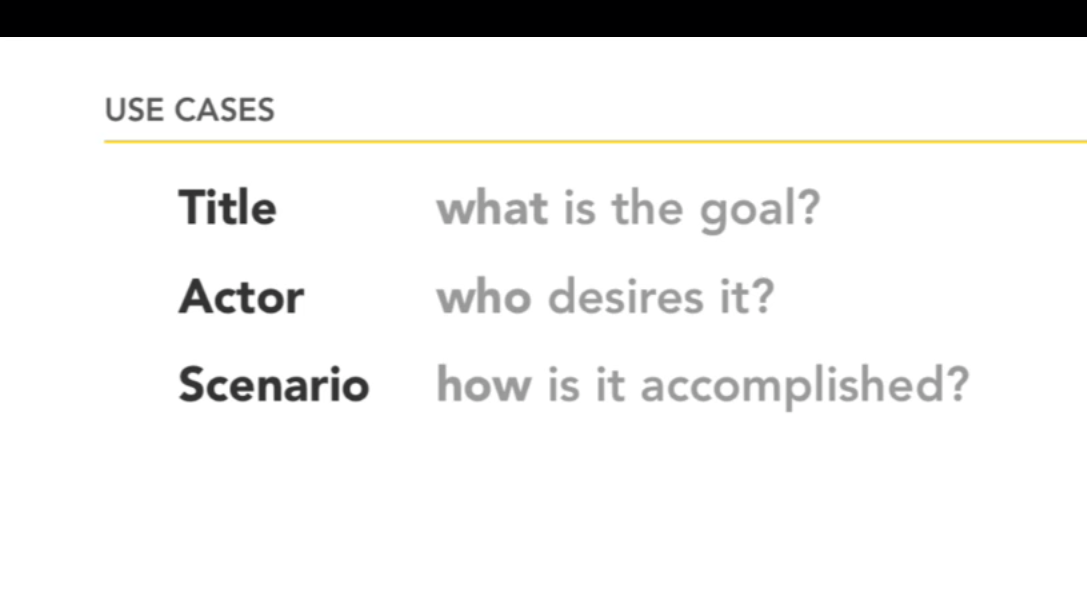 USE CASES
Title what is the goal?
Actor who desires it?
Scenario how is it accomplished?